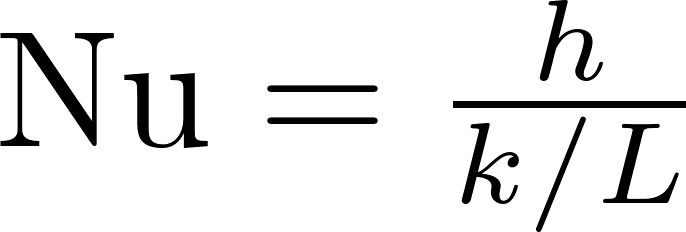 Nu = h / (k/L)